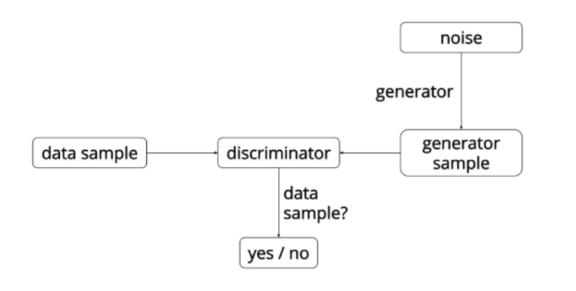 noise
generator
data sample
discriminator
generator
sample
data
sample?
yes / no